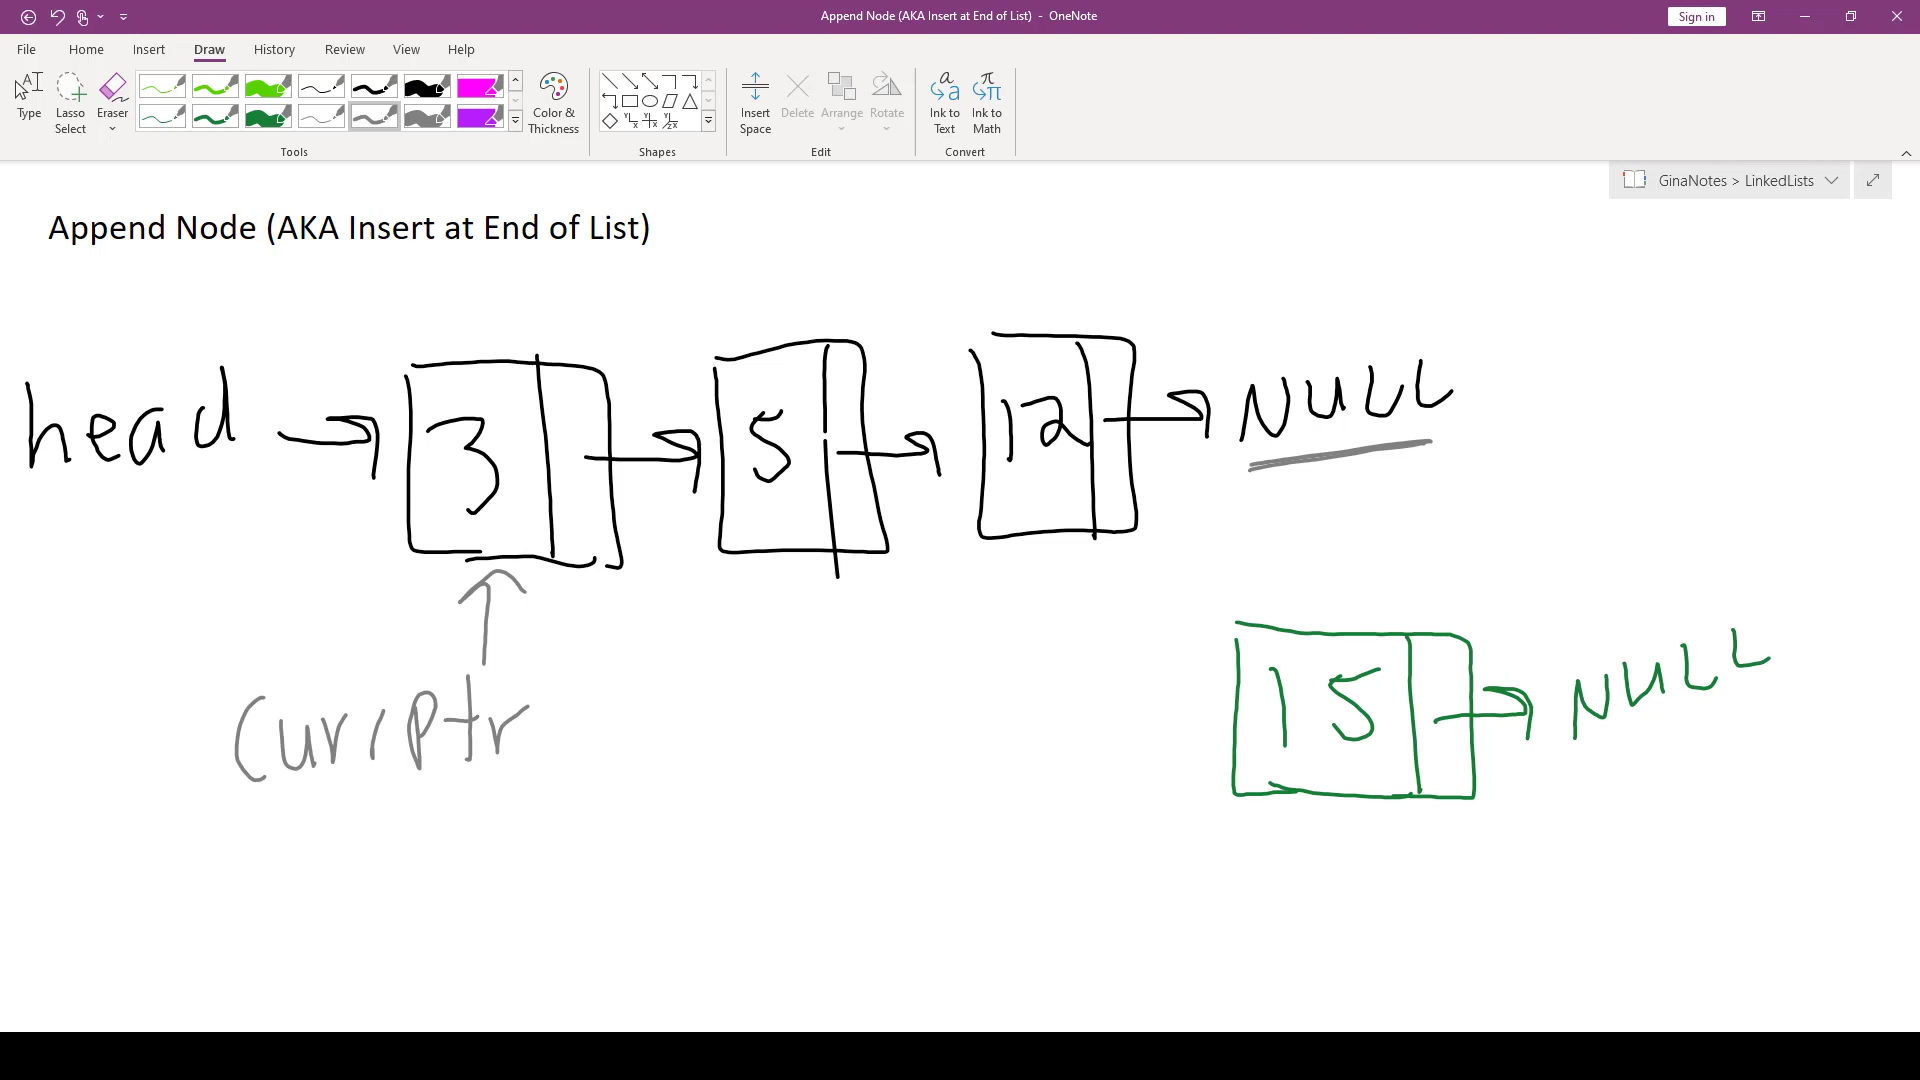 Append Node (AKA Insert at End of List) - OneNote
Sign in
File Home Insert Draw History Review View Help
Type
Lasso Select
Eraser
Color & Thickness
Insert Space
Delete
Arrange
Rotate
Ink to Text
Ink to Math
Tools Shapes Edit Convert
GinaNotes > LinkedLists
Append Node (AKA Insert at End of List)
head 3 5 12 NULL
15 NULL
Currptr